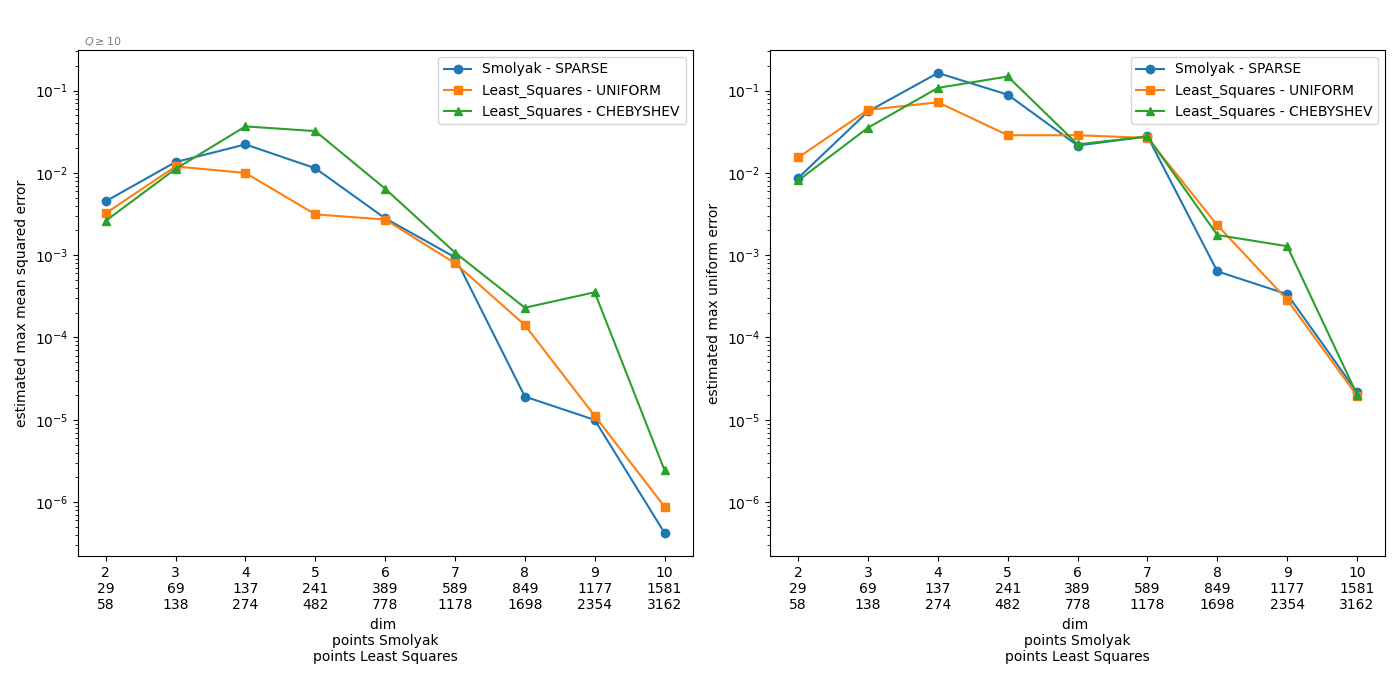 Q ≥ 10
estimated max mean squared error
10⁻¹
10⁻²
10⁻³
10⁻⁴
10⁻⁵
10⁻⁶
Smolyak - SPARSE
Least_Squares - UNIFORM
Least_Squares - CHEBYSHEV
2 3 4 5 6 7 8 9 10
29 69 137 241 389 589 849 1177 1581
58 138 274 482 778 1178 1698 2354 3162
dim
points Smolyak
points Least Squares
estimated max uniform error
10⁻¹
10⁻²
10⁻³
10⁻⁴
10⁻⁵
10⁻⁶
Smolyak - SPARSE
Least_Squares - UNIFORM
Least_Squares - CHEBYSHEV
2 3 4 5 6 7 8 9 10
29 69 137 241 389 589 849 1177 1581
58 138 274 482 778 1178 1698 2354 3162
dim
points Smolyak
points Least Squares